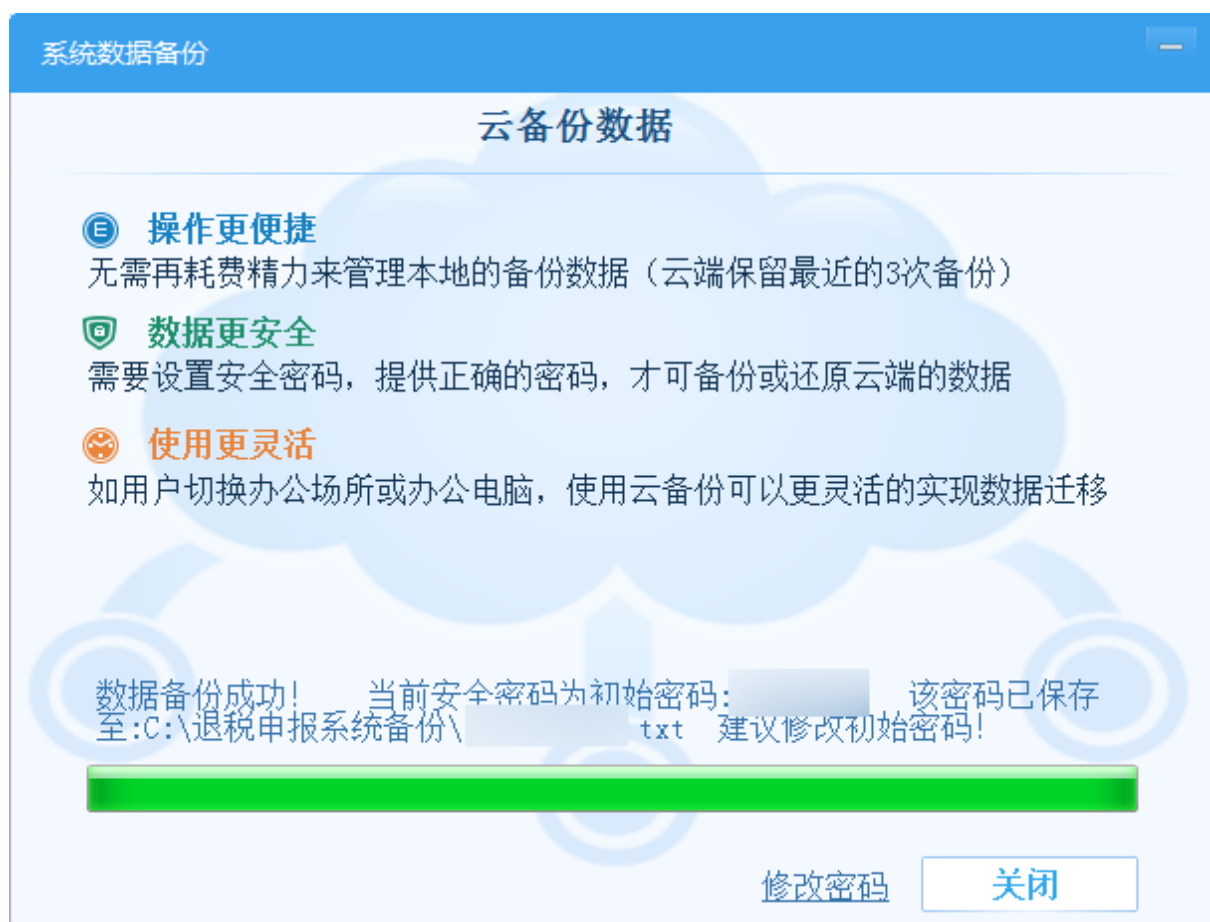 系统数据备份
云备份数据
操作更便捷
无需再耗费精力来管理本地的备份数据（云端保留最近的3次备份）
数据更安全
需要设置安全密码，提供正确的密码，才可备份或还原云端的数据
使用更灵活
如用户切换办公场所或办公电脑，使用云备份可以更灵活的实现数据迁移
数据备份成功！ 当前安全密码为初始密码: 该密码已保存
至:C:\退税申报系统备份\ txt 建议修改初始密码!
修改密码 关闭